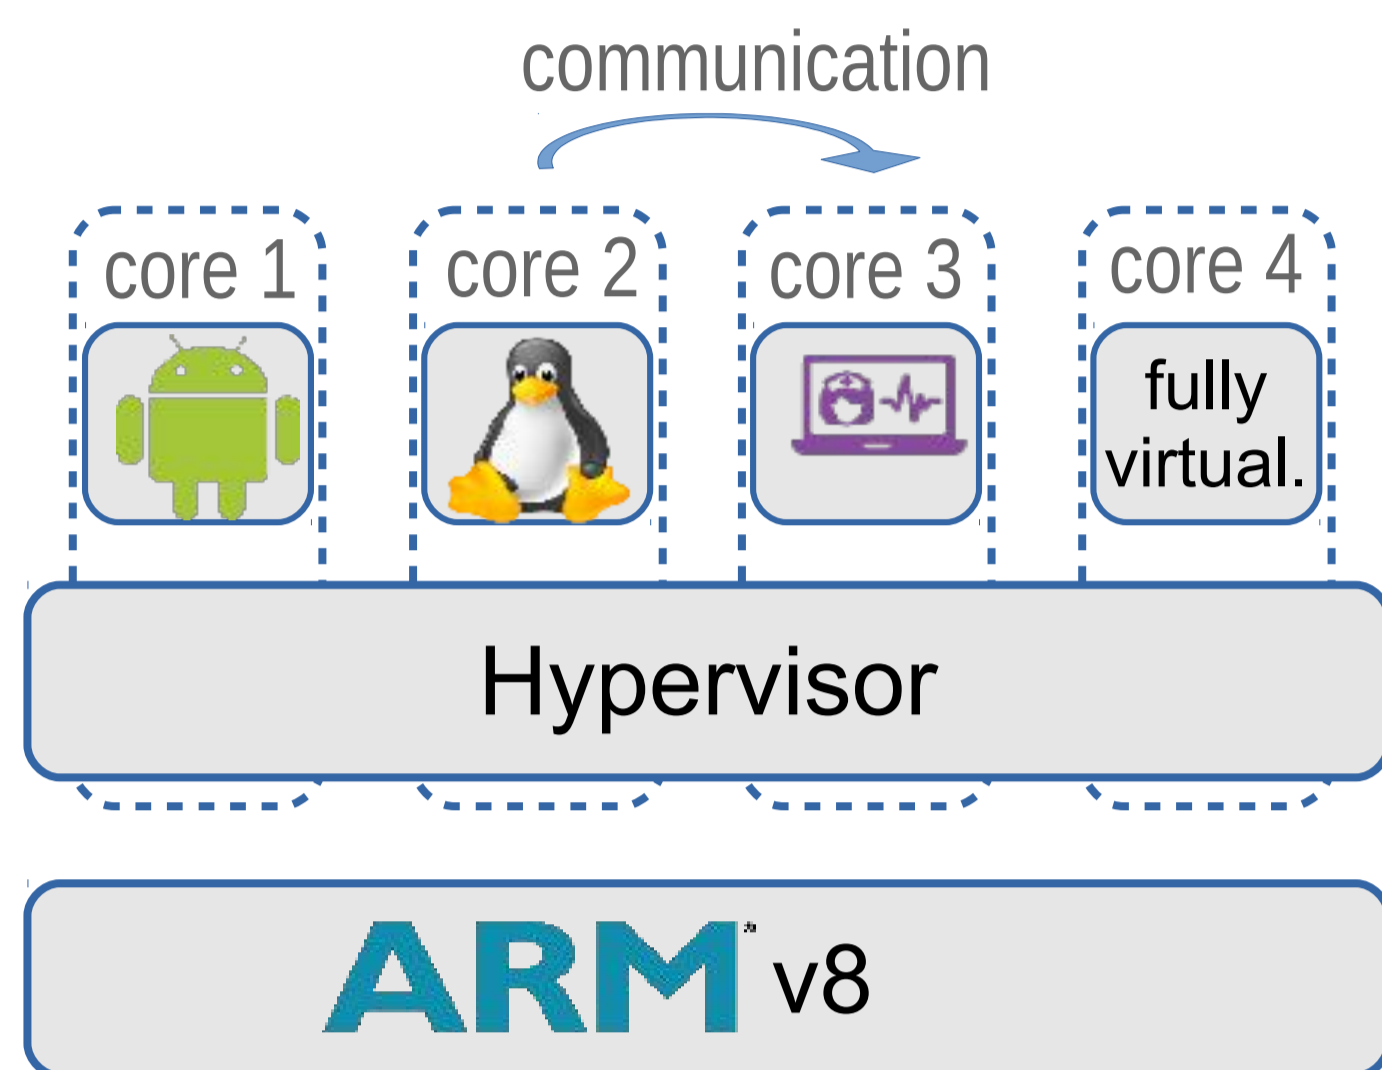 communication
core 1
core 2
core 3
core 4
fully
virtual.
Hypervisor
ARM v8